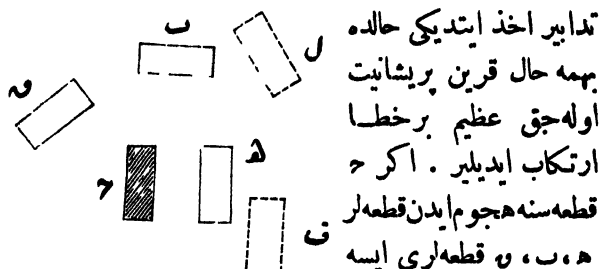 تدابیر اخذ ایتدیکی حالده
بهمه حال قرین پریشانیت
اوله‌جق عظیم برخطا
ارتکاب ایدیلیر . اکر ح
قطعه‌سنه هجوم ایدن قطعه‌لر
ه، ب، ق قطعه‌لری ایسه
ب
ل
ق
ه
ح
ف